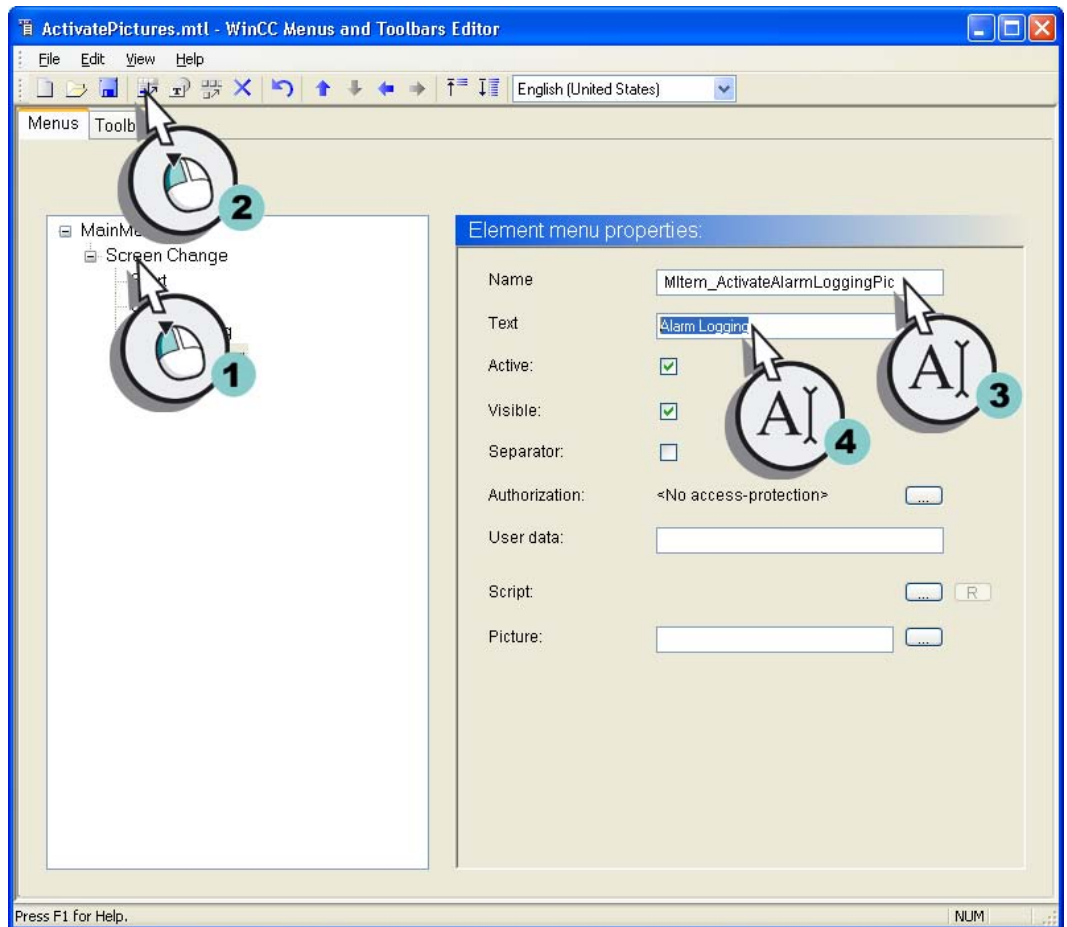 ActivatePictures.mtl - WinCC Menus and Toolbars Editor
File Edit View Help
English (United States)
Menus
2
MainM
Screen Change
1
Element menu properties:
Name MItem_ActivateAlarmLoggingPic
Text Alarm Logging
Active:
A 3
Visible:
A 4
Separator:
Authorization: <No access-protection> ...
User data:
Script: ... R
Picture: ...
Press F1 for Help. NUM